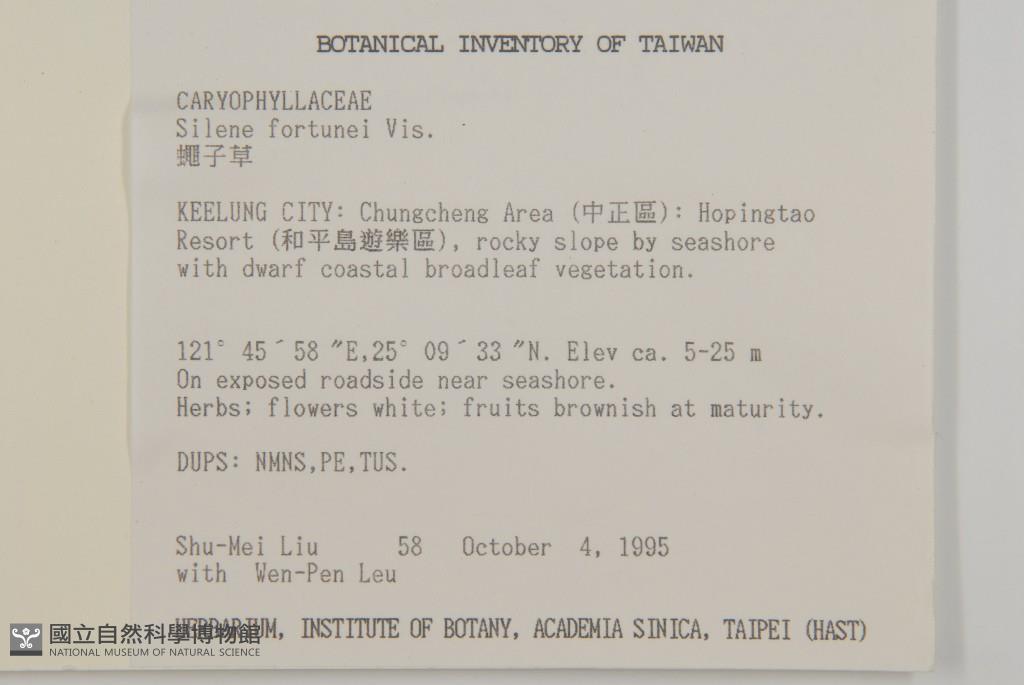 BOTANICAL INVENTORY OF TAIWAN
CARYOPHYLLACEAE
Silene fortunei Vis.
蠅子草
KEELUNG CITY: Chungcheng Area (中正區): Hopingtao
Resort (和平島遊樂區), rocky slope by seashore
with dwarf coastal broadleaf vegetation.
121° 45′58 ″E,25° 09′33 ″N. Elev ca. 5-25 m
On exposed roadside near seashore.
Herbs; flowers white; fruits brownish at maturity.
DUPS: NMNS,PE,TUS.
Shu-Mei Liu 58 October 4, 1995
with Wen-Pen Leu
HERBARIUM, INSTITUTE OF BOTANY, ACADEMIA SINICA, TAIPEI (HAST)
國立自然科學博物館
NATIONAL MUSEUM OF NATURAL SCIENCE